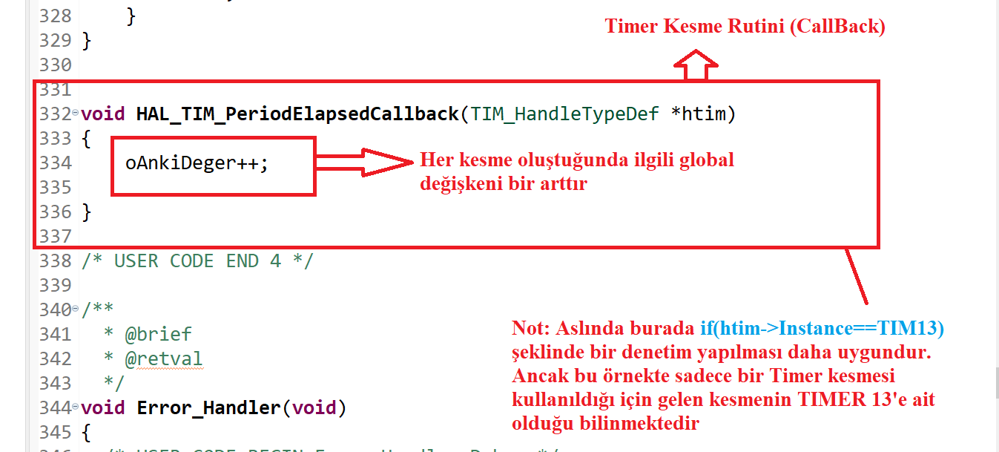 328 }
329 }
330
Timer Kesme Rutini (CallBack)
331
332 void HAL_TIM_PeriodElapsedCallback(TIM_HandleTypeDef *htim)
333 {
334 oAnkiDeger++;
Her kesme oluştuğunda ilgili global
değişkeni bir arttır
335
336 }
337
338 /* USER CODE END 4 */
339
340 /**
341 * @brief
342 * @retval
343 */
344 void Error_Handler(void)
345 {
Not: Aslında burada if(htim->Instance==TIM13)
şeklinde bir denetim yapılması daha uygundur.
Ancak bu örnekte sadece bir Timer kesmesi
kullanıldığı için gelen kesmenin TIMER 13'e ait
olduğu bilinmektedir